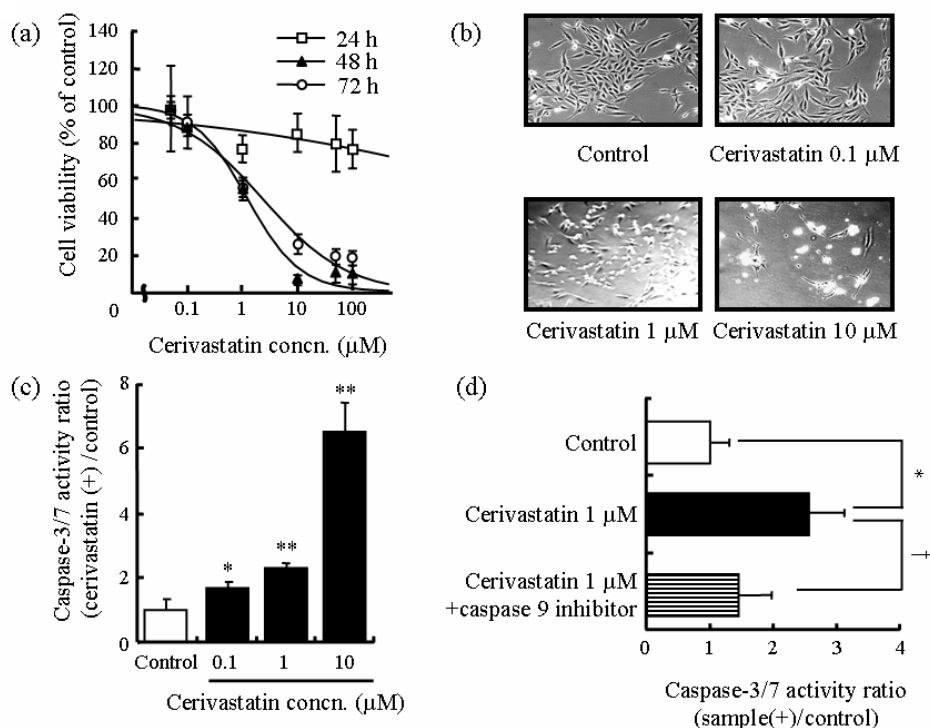 (a)
Cell viability (% of control)
140
120
100
80
60
40
20
0
24 h
48 h
72 h
0.1 1 10 100
Cerivastatin concn. (µM)
(b)
Control
Cerivastatin 0.1 µM
Cerivastatin 1 µM
Cerivastatin 10 µM
(c)
Caspase-3/7 activity ratio
(cerivastatin (+) /control)
8
6
4
2
0
*
**
**
Control 0.1 1 10
Cerivastatin concn. (µM)
(d)
Control
Cerivastatin 1 µM
Cerivastatin 1 µM
+caspase 9 inhibitor
*
†
0 1 2 3 4
Caspase-3/7 activity ratio
(sample(+)/control)